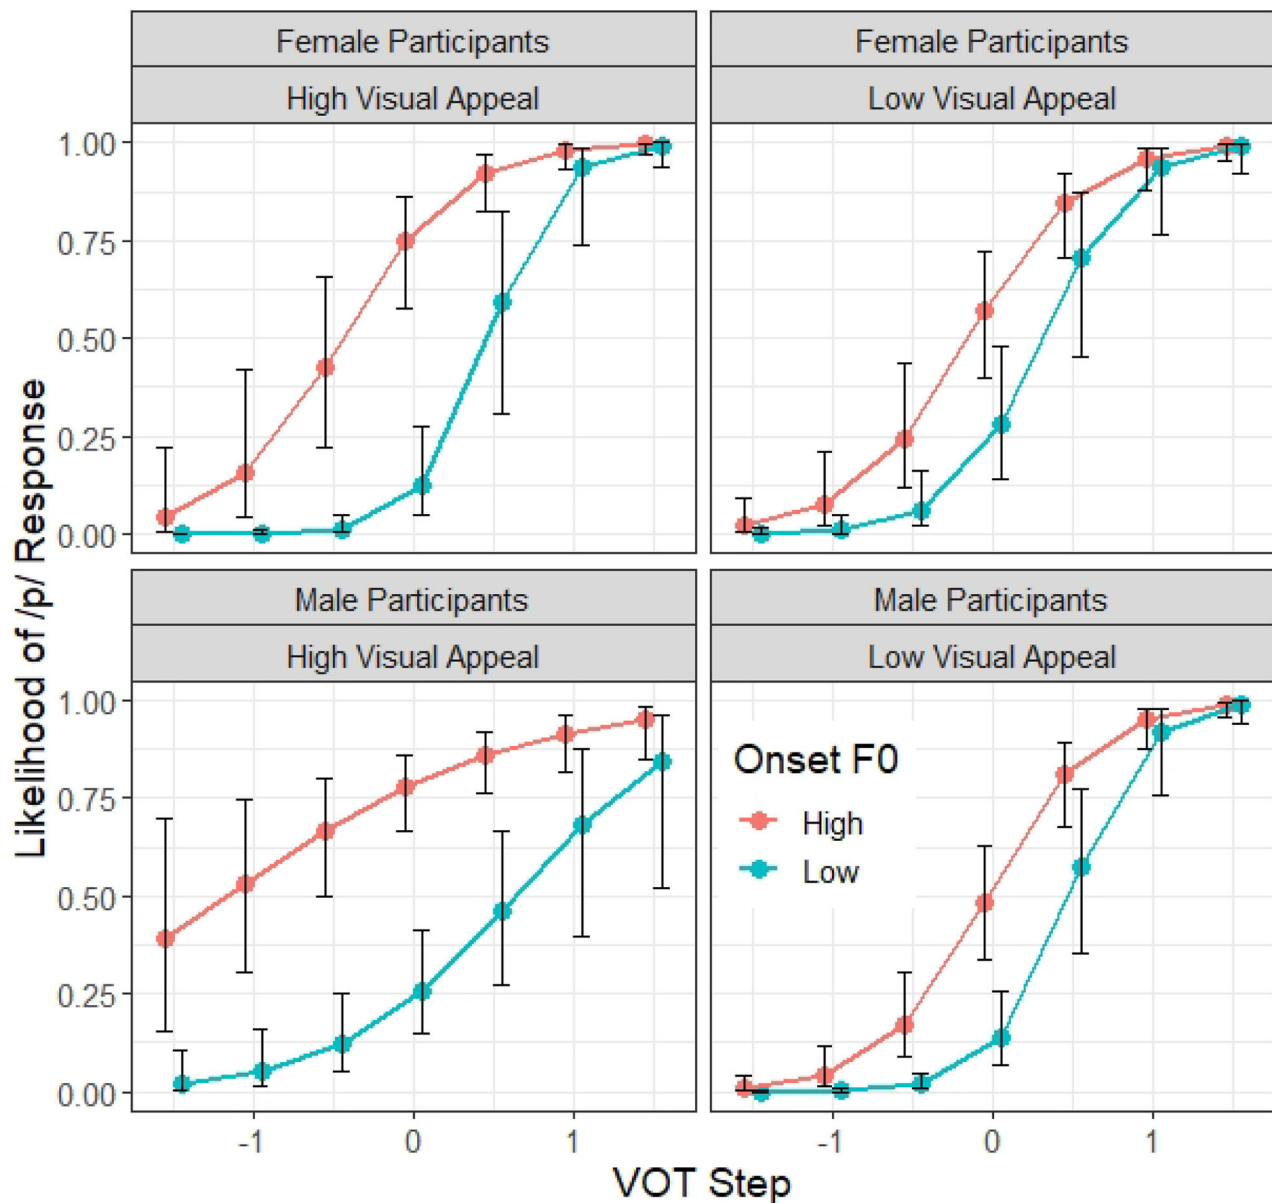 Female Participants
High Visual Appeal
Female Participants
Low Visual Appeal
1.00
0.75
0.50
0.25
0.00
Male Participants
High Visual Appeal
Male Participants
Low Visual Appeal
1.00
0.75
0.50
0.25
0.00
Onset F0
High
Low
-1
0
1
-1
0
1
VOT Step
Likelihood of /p/ Response